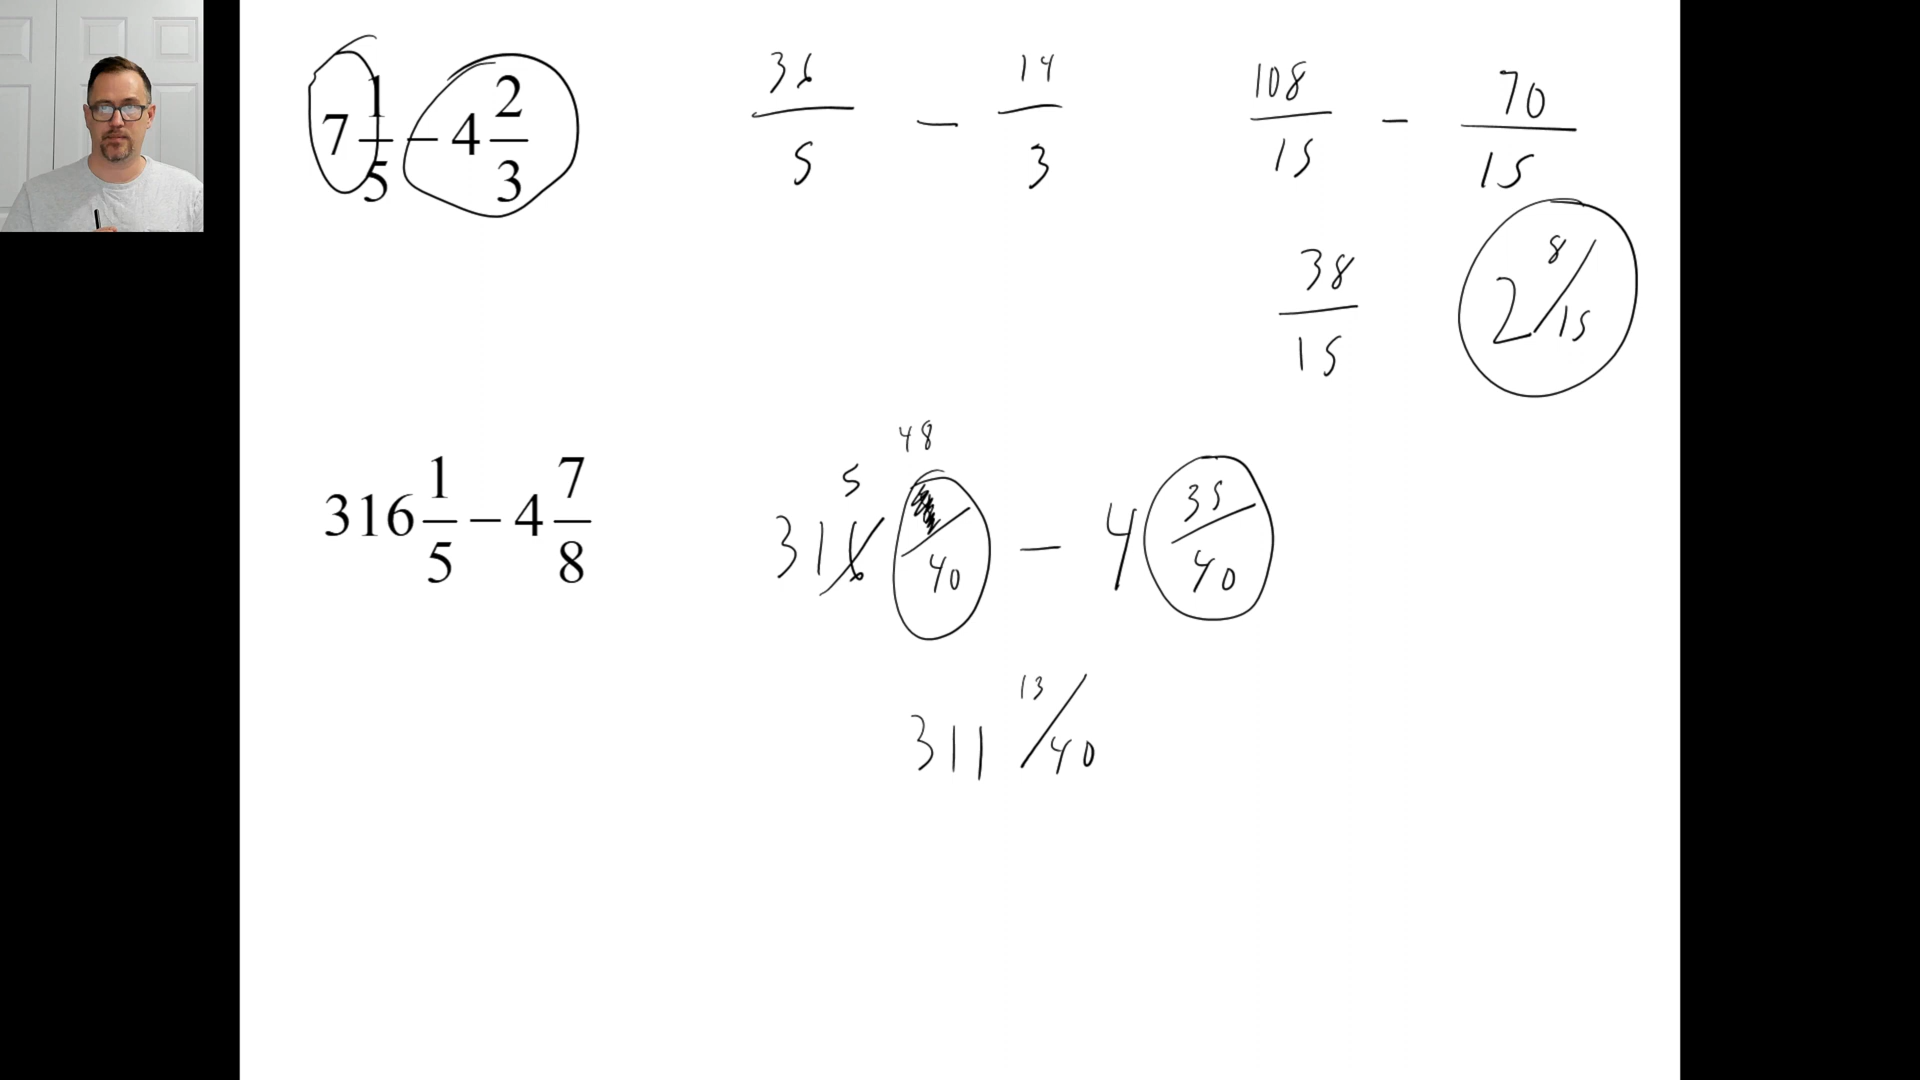 7 1/5 − 4 2/3
36/5 − 14/3
108/15 − 70/15
38/15
2 8/15
316 1/5 − 4 7/8
5 48
316 /40 − 4 35/40
311 13/40